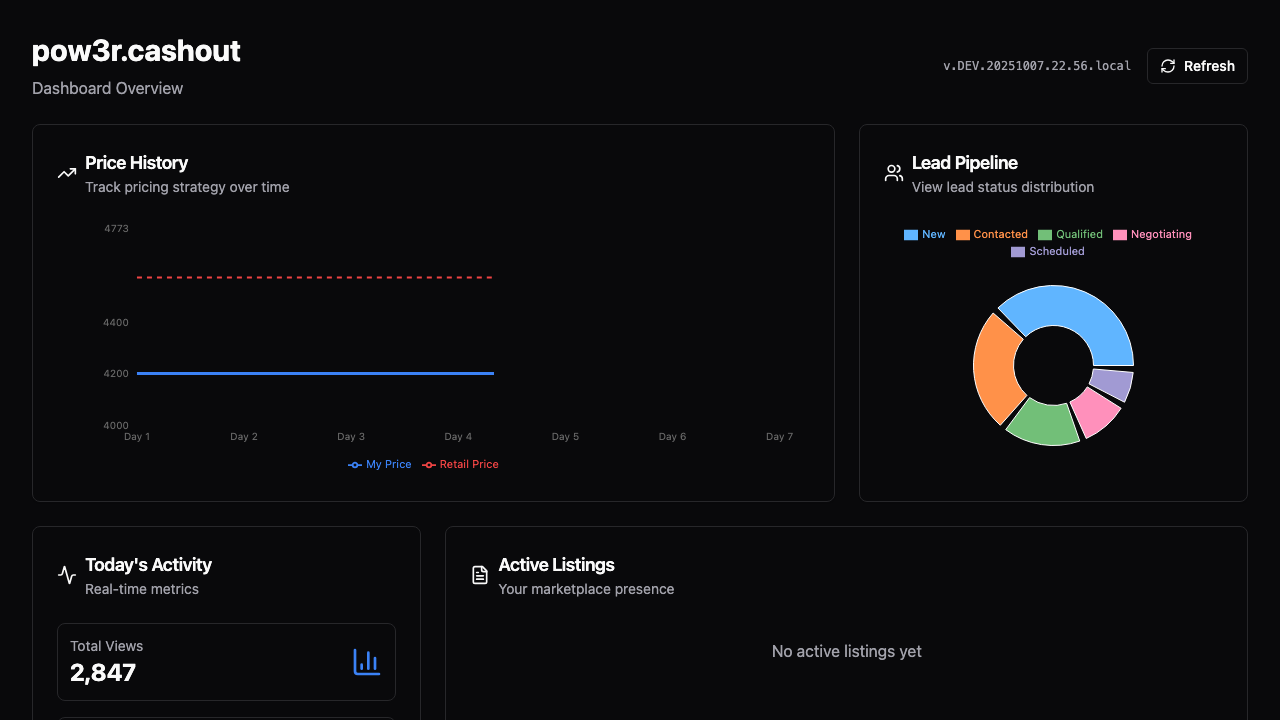 pow3r.cashout
Dashboard Overview
v.DEV.20251007.22.56.local
Refresh
Price History
Track pricing strategy over time
4773
4400
4200
4000
Day 1 Day 2 Day 3 Day 4 Day 5 Day 6 Day 7
My Price Retail Price
Lead Pipeline
View lead status distribution
New Contacted Qualified Negotiating
Scheduled
Today's Activity
Real-time metrics
Total Views
2,847
Active Listings
Your marketplace presence
No active listings yet